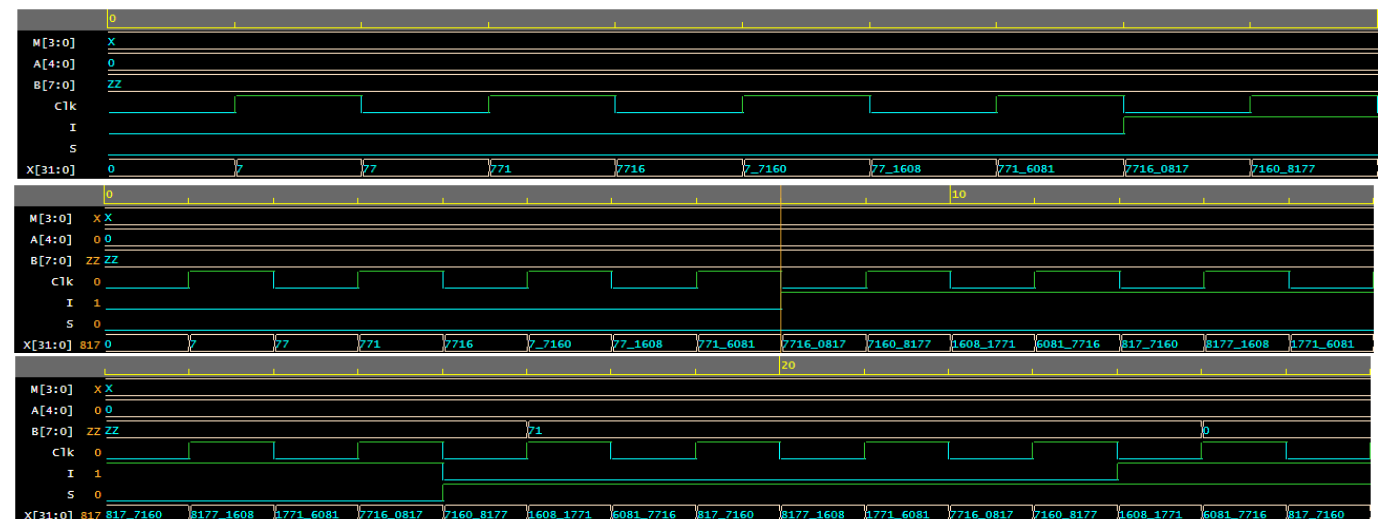 0
M[3:0] X
A[4:0] 0
B[7:0] ZZ
Clk
I
S
X[31:0] 0 7 77 771 7716 7_7160 77_1608 771_6081 7716_0817 7160_8177
0 10
M[3:0] X X
A[4:0] 0 0
B[7:0] ZZ ZZ
Clk 0
I 1
S 0
X[31:0] 817 0 7 77 771 7716 7_7160 77_1608 771_6081 7716_0817 7160_8177 1608_1771 6081_7716 817_7160 8177_1608 1771_6081
20
M[3:0] X X
A[4:0] 0 0
B[7:0] ZZ ZZ 71 0
Clk 0
I 1
S 0
X[31:0] 817 817_7160 8177_1608 1771_6081 7716_0817 7160_8177 1608_1771 6081_7716 817_7160 8177_1608 1771_6081 7716_0817 7160_8177 1608_1771 6081_7716 817_7160